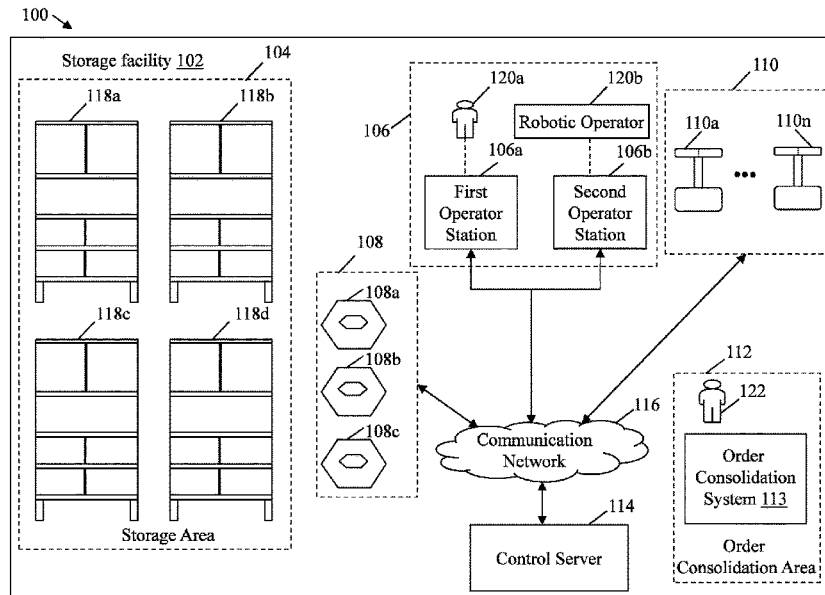 100
Storage facility 102
104
118a
118b
118c
118d
Storage Area
106
120a
120b
Robotic Operator
106a
106b
First
Operator
Station
Second
Operator
Station
110
110a
110n
108
108a
108b
108c
116
Communication
Network
114
Control Server
112
122
Order
Consolidation
System 113
Order
Consolidation Area